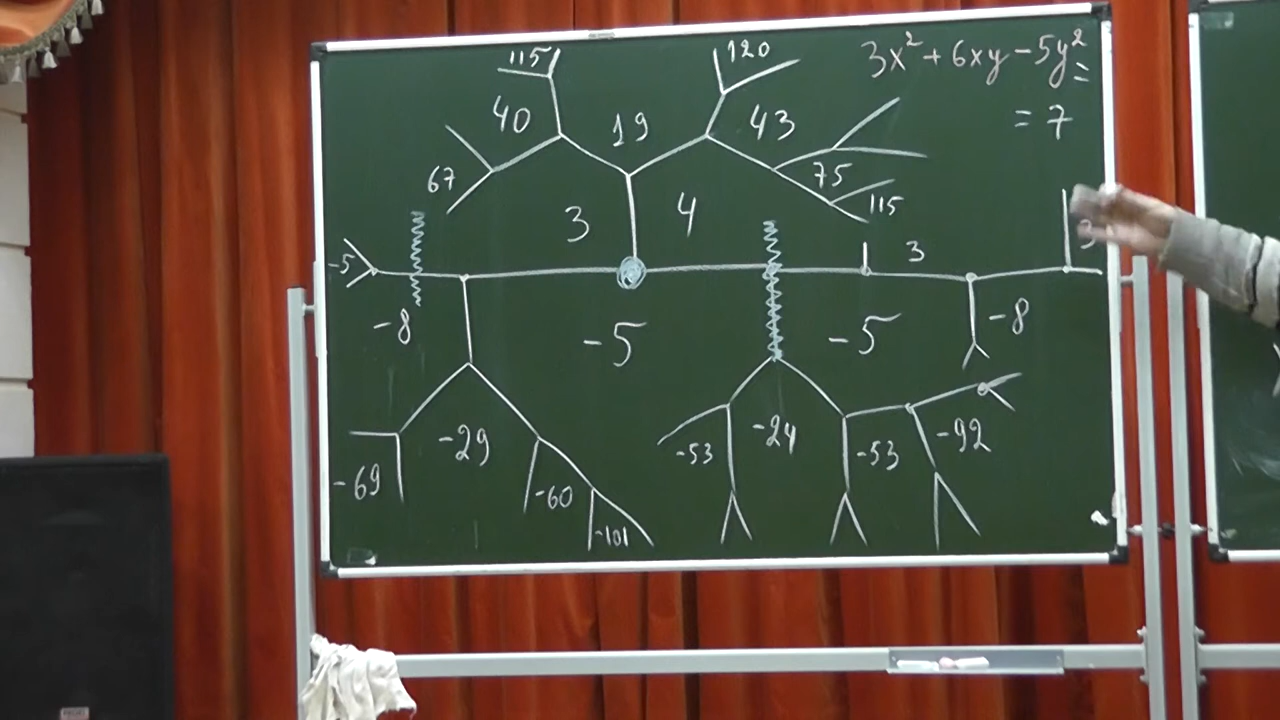 115 120 3x² + 6xy − 5y² =
40 19 43 = 7
67 75
3 4 115
-5 3 3
-8 -5 -5 -8
-69 -29 -53 -24 -53 -92
-60
-101